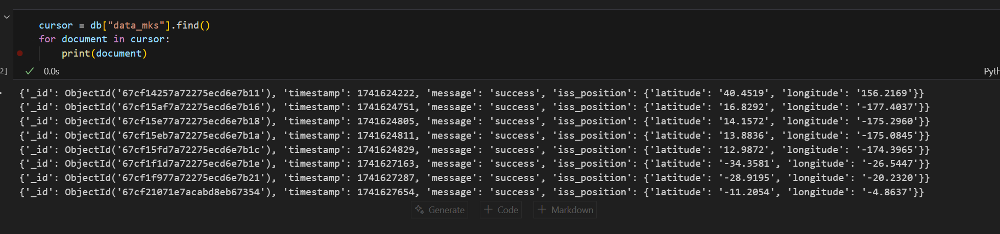 cursor = db["data_mks"].find()
for document in cursor:
    print(document)
2]
0.0s
Pyth
{'_id': ObjectId('67cf14257a72275ecd6e7b11'), 'timestamp': 1741624222, 'message': 'success', 'iss_position': {'latitude': '40.4519', 'longitude': '156.2169'}}
{'_id': ObjectId('67cf15af7a72275ecd6e7b16'), 'timestamp': 1741624751, 'message': 'success', 'iss_position': {'latitude': '16.8292', 'longitude': '-177.4037'}}
{'_id': ObjectId('67cf15e77a72275ecd6e7b18'), 'timestamp': 1741624805, 'message': 'success', 'iss_position': {'latitude': '14.1572', 'longitude': '-175.2960'}}
{'_id': ObjectId('67cf15eb7a72275ecd6e7b1a'), 'timestamp': 1741624811, 'message': 'success', 'iss_position': {'latitude': '13.8836', 'longitude': '-175.0845'}}
{'_id': ObjectId('67cf15fd7a72275ecd6e7b1c'), 'timestamp': 1741624829, 'message': 'success', 'iss_position': {'latitude': '12.9872', 'longitude': '-174.3965'}}
{'_id': ObjectId('67cf1f1d7a72275ecd6e7b1e'), 'timestamp': 1741627163, 'message': 'success', 'iss_position': {'latitude': '-34.3581', 'longitude': '-26.5447'}}
{'_id': ObjectId('67cf1f977a72275ecd6e7b21'), 'timestamp': 1741627287, 'message': 'success', 'iss_position': {'latitude': '-28.9195', 'longitude': '-20.2320'}}
{'_id': ObjectId('67cf21071e7acabd8eb67354'), 'timestamp': 1741627654, 'message': 'success', 'iss_position': {'latitude': '-11.2054', 'longitude': '-4.8637'}}
Generate + Code + Markdown